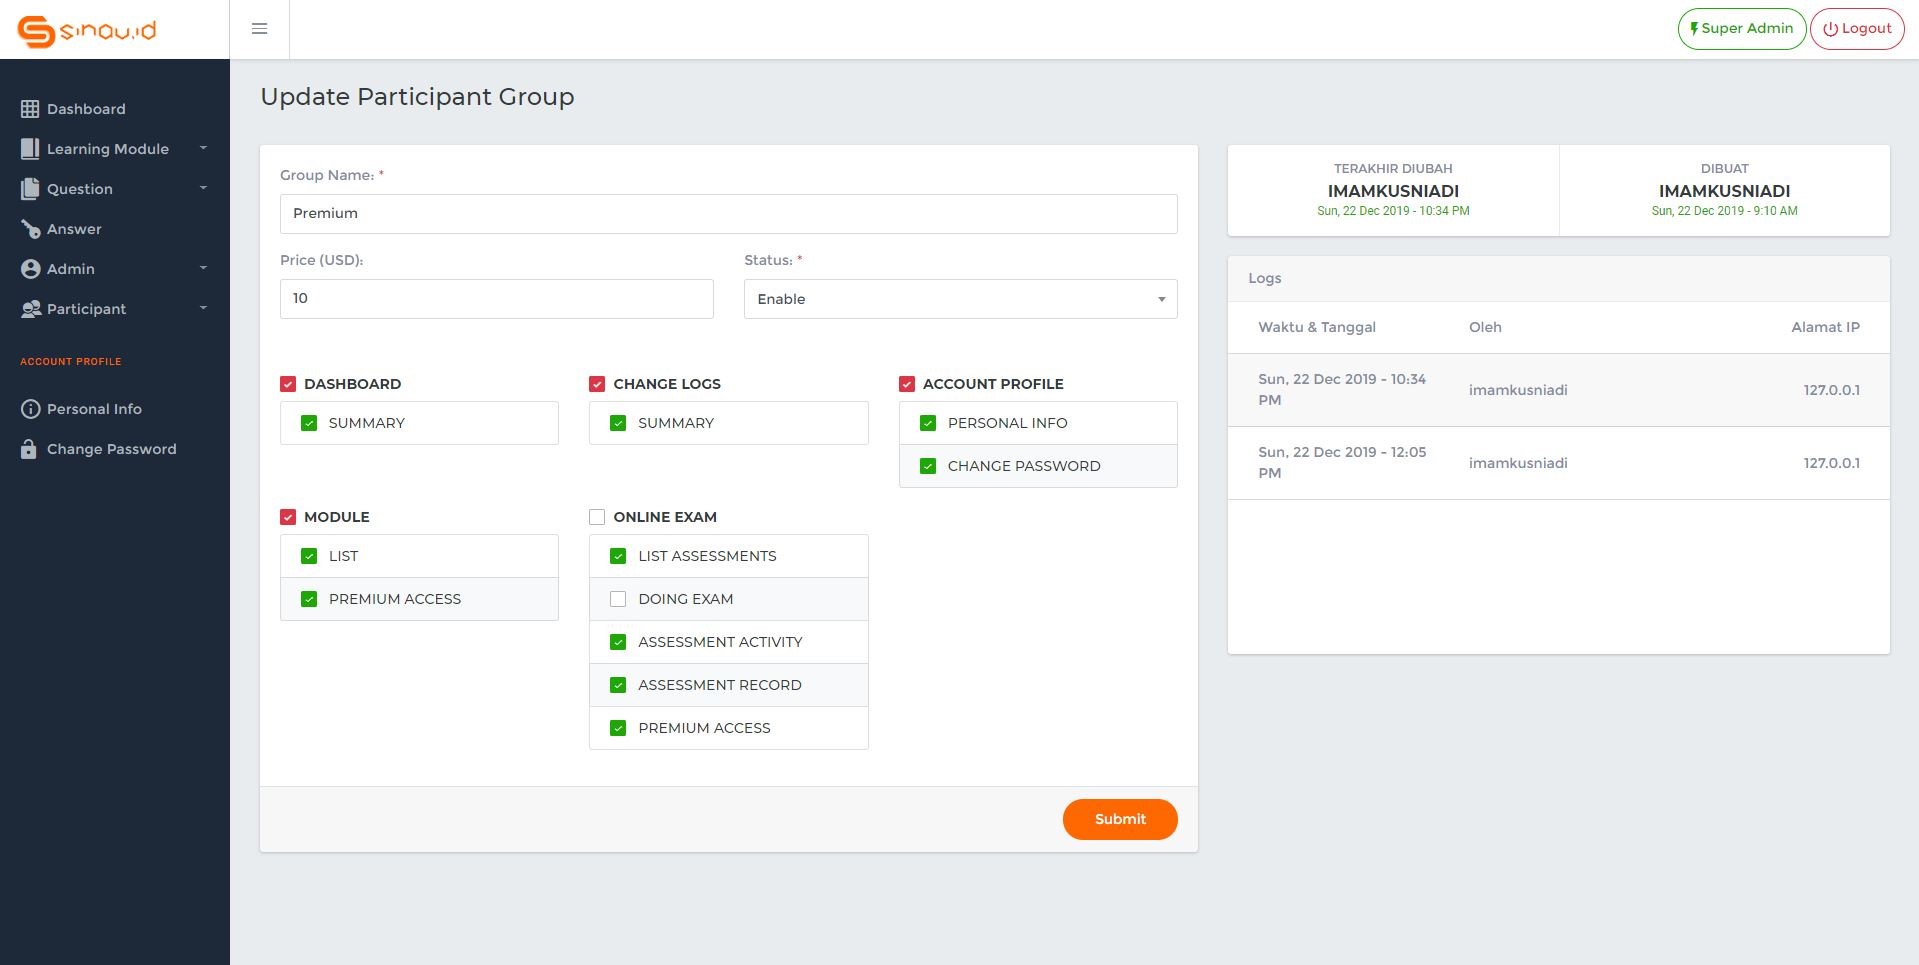 sinau.id
Super Admin
Logout
Dashboard
Learning Module
Question
Answer
Admin
Participant
ACCOUNT PROFILE
Personal Info
Change Password
Update Participant Group
Group Name: *
Premium
Price (USD):
10
Status: *
Enable
DASHBOARD
SUMMARY
CHANGE LOGS
SUMMARY
ACCOUNT PROFILE
PERSONAL INFO
CHANGE PASSWORD
MODULE
LIST
PREMIUM ACCESS
ONLINE EXAM
LIST ASSESSMENTS
DOING EXAM
ASSESSMENT ACTIVITY
ASSESSMENT RECORD
PREMIUM ACCESS
Submit
TERAKHIR DIUBAH
IMAMKUSNIADI
Sun, 22 Dec 2019 - 10:34 PM
DIBUAT
IMAMKUSNIADI
Sun, 22 Dec 2019 - 9:10 AM
Logs
Waktu & Tanggal Oleh Alamat IP
Sun, 22 Dec 2019 - 10:34
PM
imamkusniadi
127.0.0.1
Sun, 22 Dec 2019 - 12:05
PM
imamkusniadi
127.0.0.1